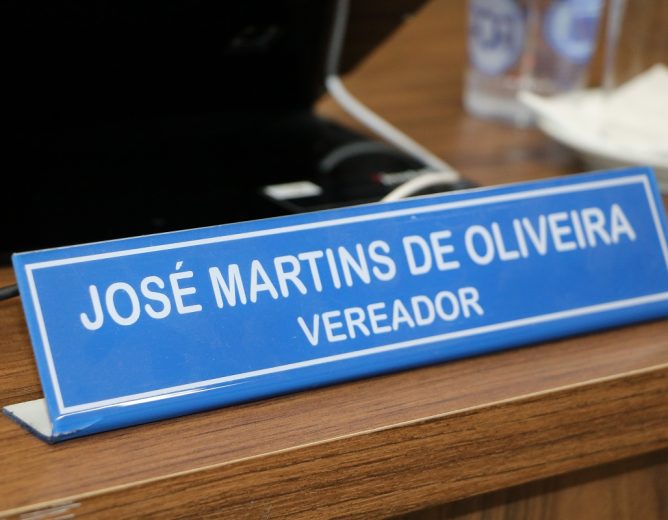 JOSÉ MARTINS DE OLIVEIRA
VEREADOR